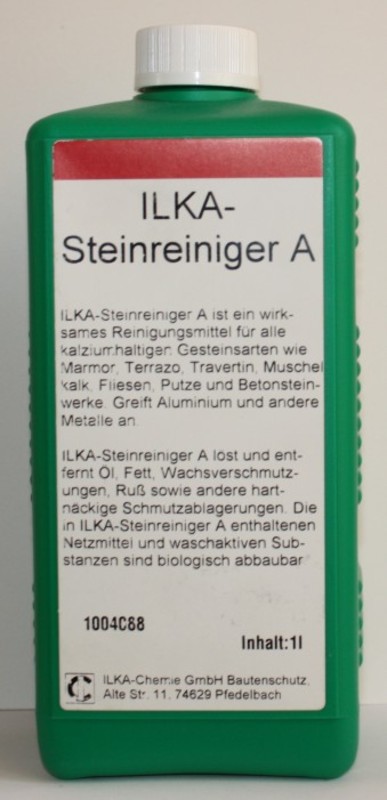 ILKA-
Steinreiniger A
ILKA-Steinreiniger A ist ein wirk-
sames Reinigungsmittel für alle
kalziumhaltigen Gesteinsarten wie
Marmor, Terrazo, Travertin, Muschel
kalk, Fliesen, Putze und Betonstein-
werke. Greift Aluminium und andere
Metalle an.
ILKA-Steinreiniger A löst und ent-
fernt Öl, Fett, Wachsverschmutz-
ungen, Ruß sowie andere hart-
näckige Schmutzablagerungen. Die
in ILKA-Steinreiniger A enthaltenen
Netzmittel und waschaktiven Sub-
stanzen sind biologisch abbaubar
1004C88
Inhalt:1l
ILKA-Chemie GmbH Bautenschutz,
Alte Str. 11, 74629 Pfedelbach